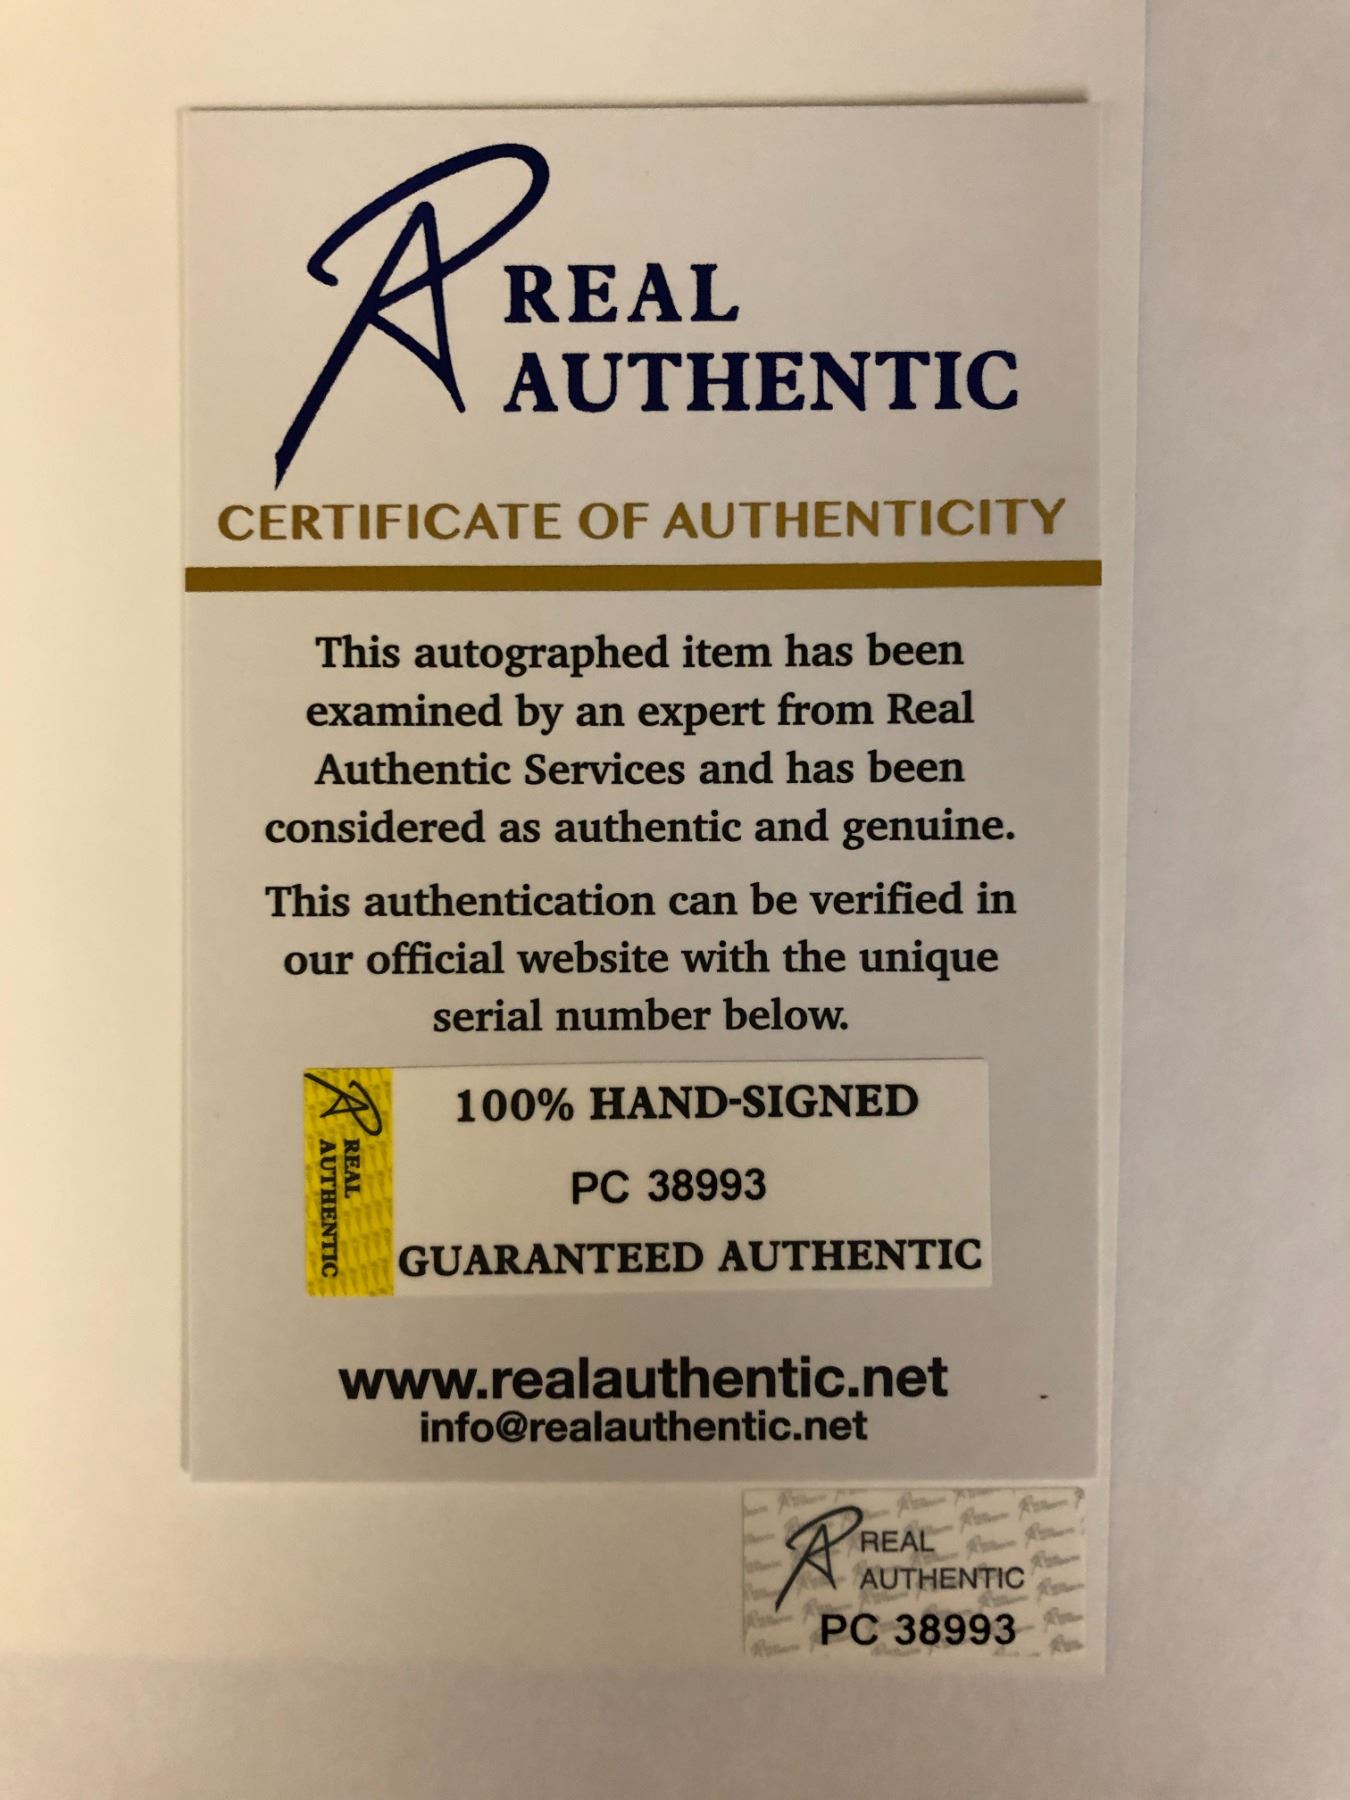 REAL
AUTHENTIC
CERTIFICATE OF AUTHENTICITY
This autographed item has been
examined by an expert from Real
Authentic Services and has been
considered as authentic and genuine.
This authentication can be verified in
our official website with the unique
serial number below.
REAL
AUTHENTIC
100% HAND-SIGNED
PC 38993
GUARANTEED AUTHENTIC
www.realauthentic.net
info@realauthentic.net
REAL
AUTHENTIC
PC 38993